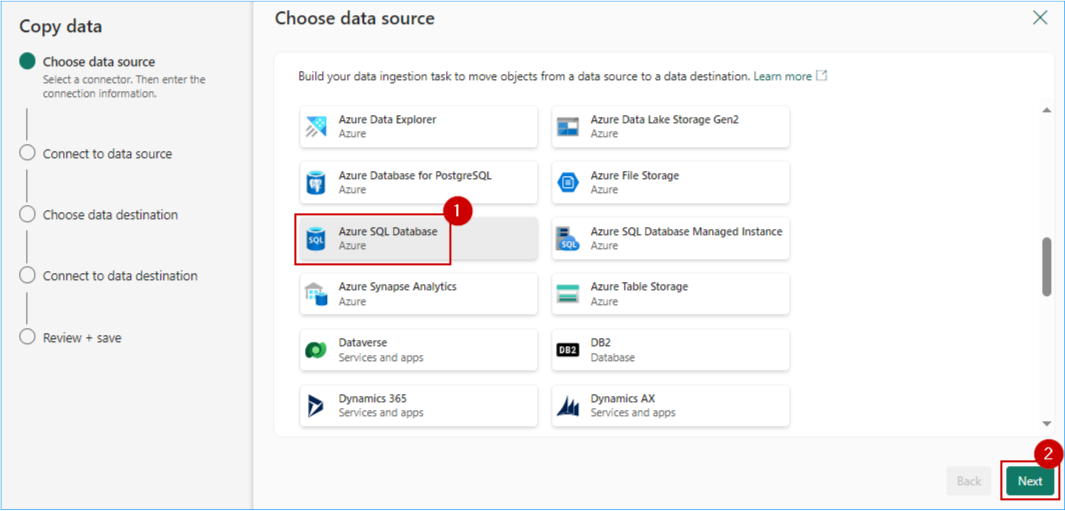 Copy data
Choose data source
Select a connector. Then enter the
connection information.
Connect to data source
Choose data destination
Connect to data destination
Review + save
Choose data source
Build your data ingestion task to move objects from a data source to a data destination. Learn more
Azure Data Explorer
Azure
Azure Data Lake Storage Gen2
Azure
Azure Database for PostgreSQL
Azure
Azure File Storage
Azure
1
SQL
Azure SQL Database
Azure
SQL
Azure SQL Database Managed Instance
Azure
Azure Synapse Analytics
Azure
Azure Table Storage
Azure
Dataverse
Services and apps
DB2
DB2
Database
Dynamics 365
Services and apps
Dynamics AX
Services and apps
2
Back
Next